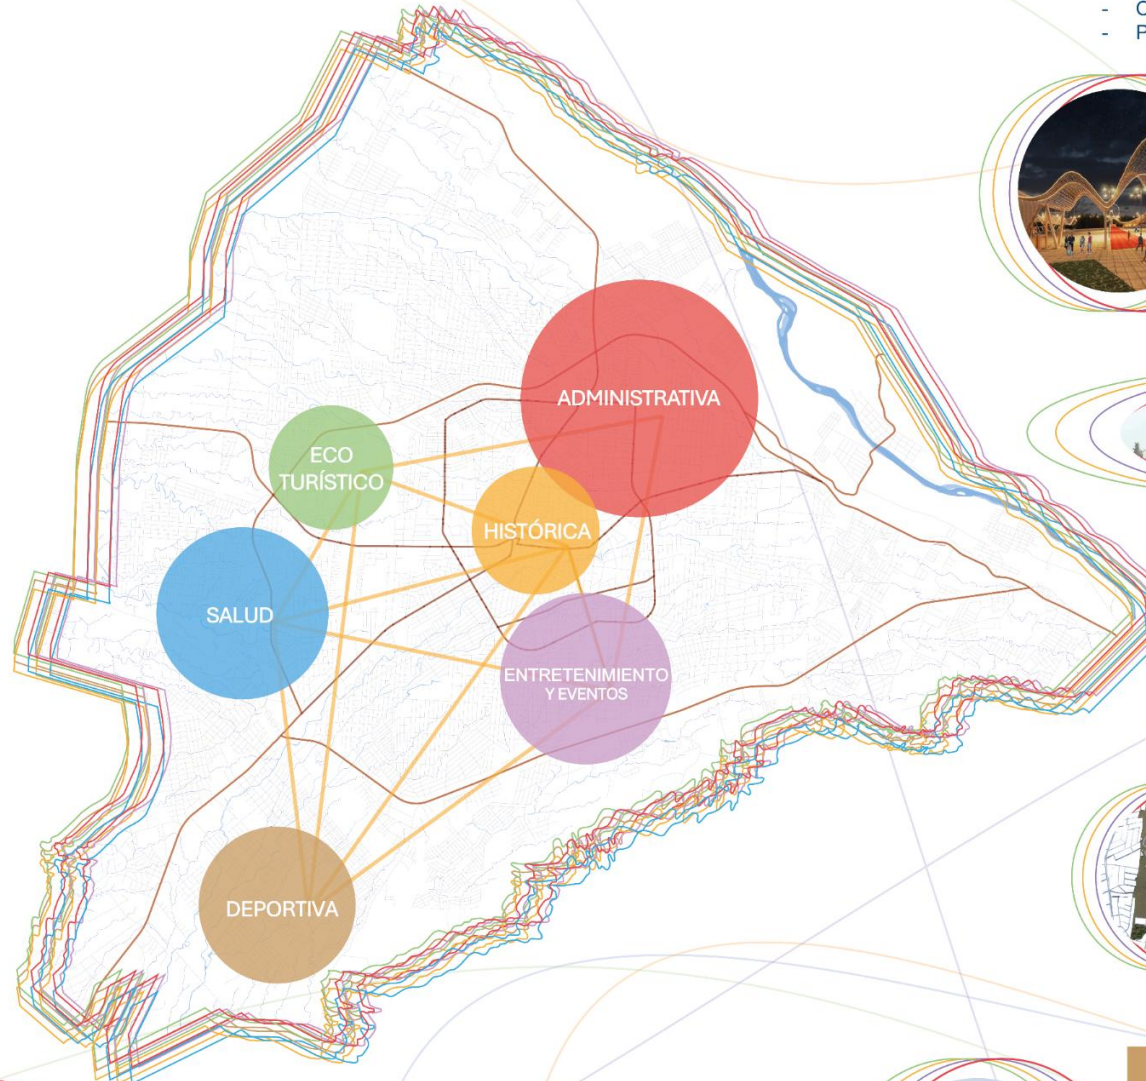 ADMINISTRATIVA
ECO
TURÍSTICO
HISTÓRICA
SALUD
ENTRETENIMIENTO
Y EVENTOS
DEPORTIVA